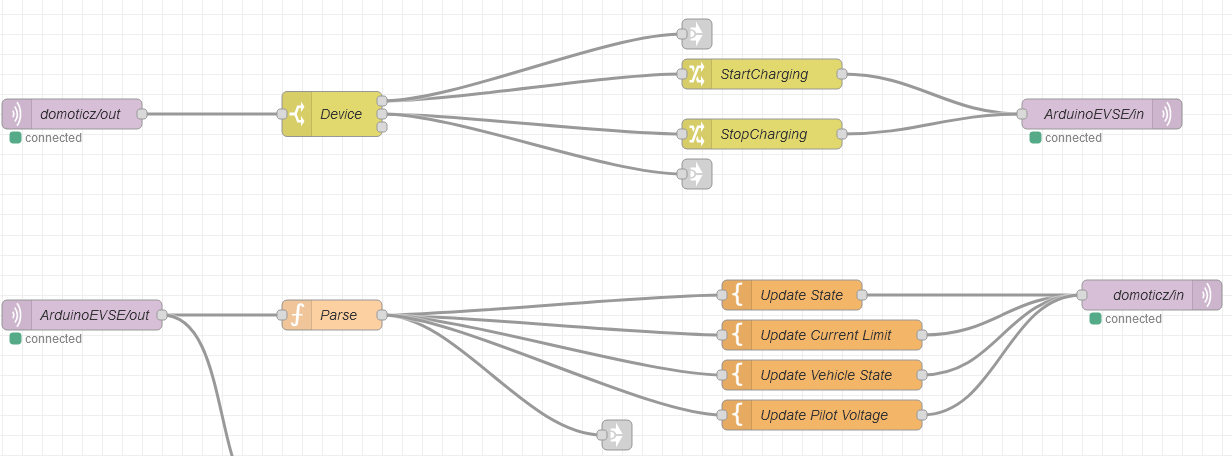 StartCharging
domoticz/out
Device
ArduinoEVSE/in
connected
StopCharging
connected
Update State
domoticz/in
ArduinoEVSE/out
Parse
connected
Update Current Limit
connected
Update Vehicle State
Update Pilot Voltage